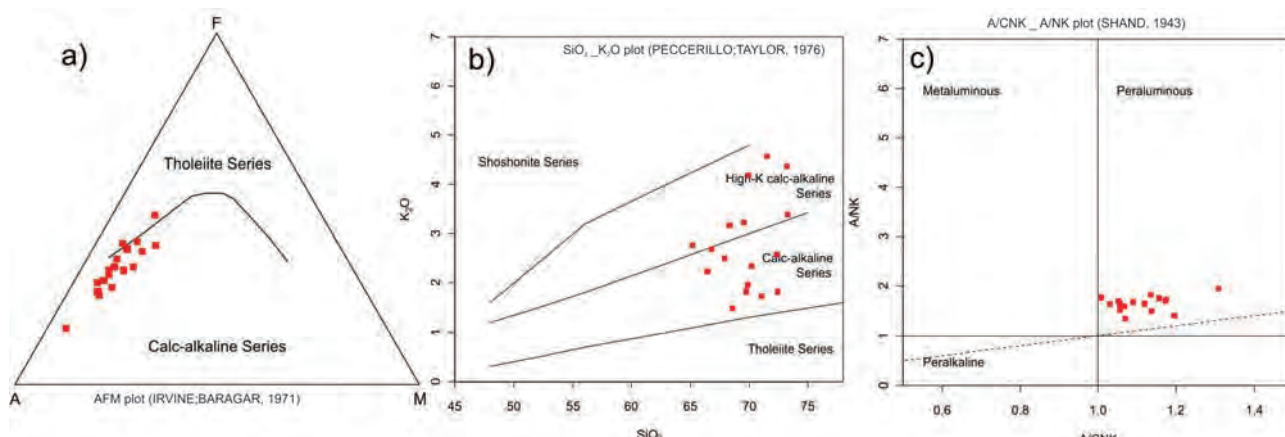 a)
F
Tholeiite Series
Calc-alkaline Series
A
M
AFM plot (IRVINE;BARAGAR, 1971)
b)
SiO₂ _K₂O plot (PECCERILLO;TAYLOR, 1976)
Shoshonite Series
High-K calc-alkaline
Series
Calc-alkaline
Series
Tholeiite Series
K₂O
0
1
2
3
4
5
6
7
45
50
55
60
65
70
75
SiO₂
A/CNK _ A/NK plot (SHAND, 1943)
c)
Metaluminous
Peraluminous
Peralkaline
A/NK
0
1
2
3
4
5
6
7
0.6
0.8
1.0
1.2
1.4
A/CNK